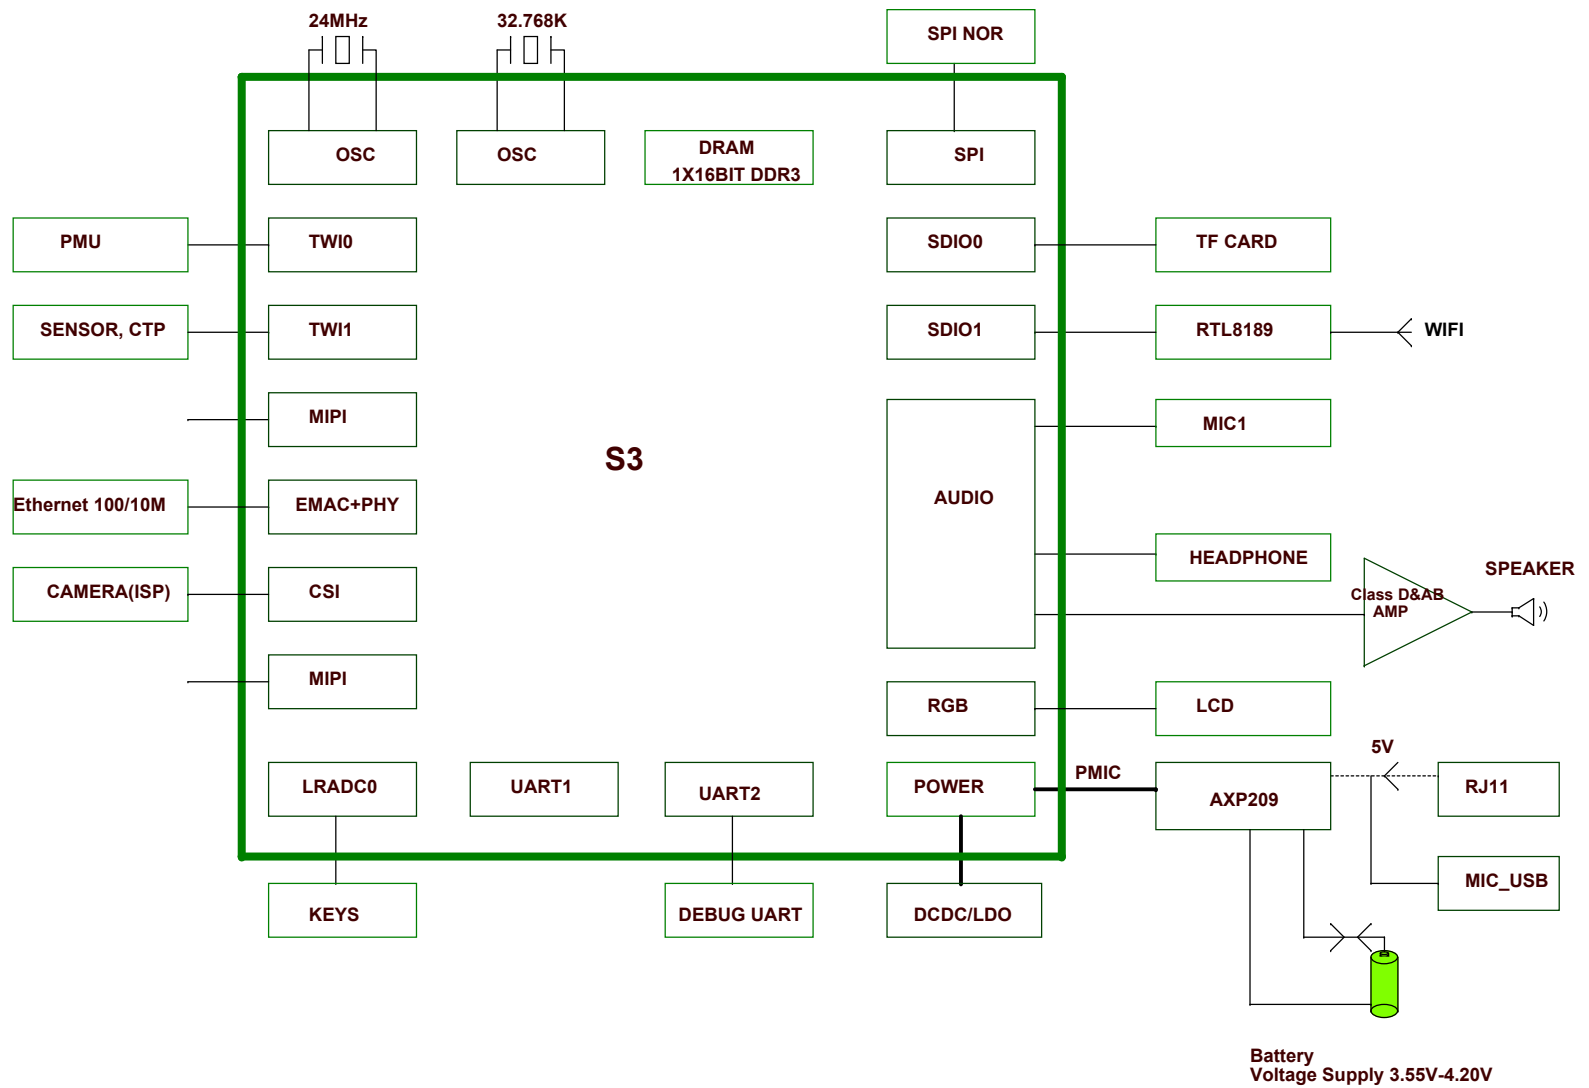 24MHz
32.768K
SPI NOR
OSC
OSC
DRAM
1X16BIT DDR3
SPI
PMU
TWI0
SDIO0
TF CARD
SENSOR, CTP
TWI1
SDIO1
RTL8189
WIFI
MIPI
MIC1
S3
AUDIO
Ethernet 100/10M
EMAC+PHY
HEADPHONE
SPEAKER
CAMERA(ISP)
CSI
Class D&AB
AMP
MIPI
RGB
LCD
5V
LRADC0
UART1
UART2
POWER
PMIC
AXP209
RJ11
MIC_USB
KEYS
DEBUG UART
DCDC/LDO
Battery
Voltage Supply 3.55V-4.20V